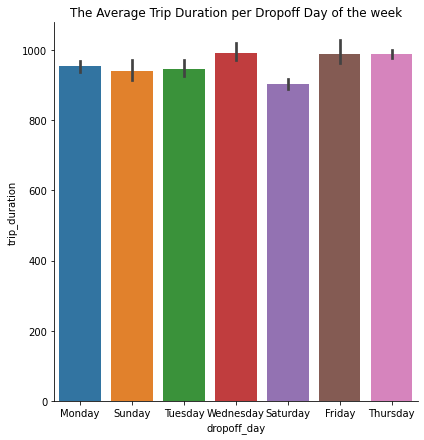 The Average Trip Duration per Dropoff Day of the week
trip_duration
1000
800
600
400
200
0
Monday Sunday Tuesday Wednesday Saturday Friday Thursday
dropoff_day